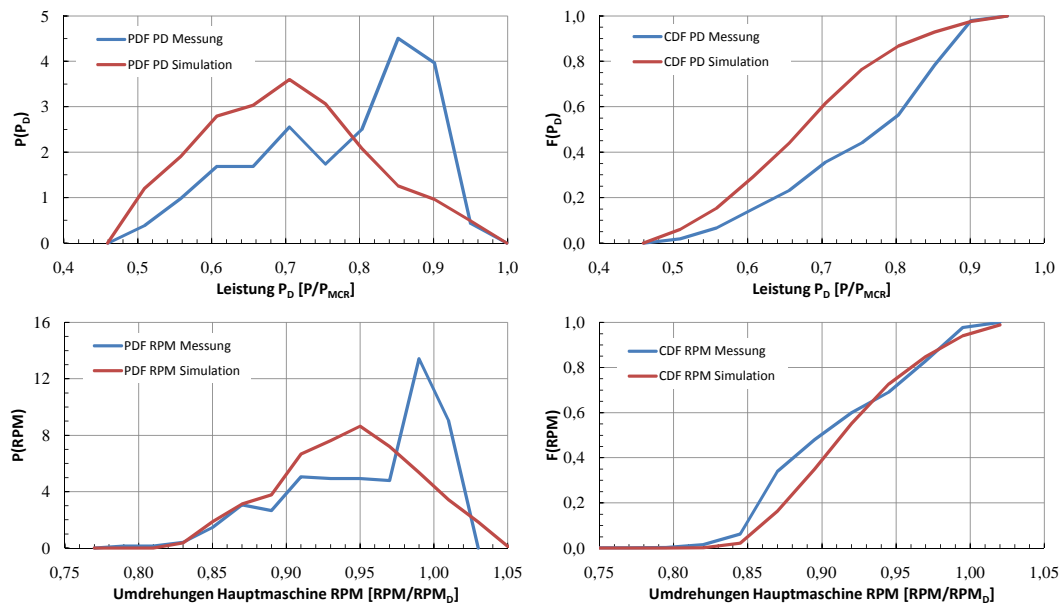 5
4
3
2
1
0
P(P_D)
PDF PD Messung
PDF PD Simulation
0,4 0,5 0,6 0,7 0,8 0,9 1,0
Leistung P_D [P/P_MCR]
1,0
0,8
0,6
0,4
0,2
0,0
F(P_D)
CDF PD Messung
CDF PD Simulation
0,4 0,5 0,6 0,7 0,8 0,9 1,0 1,1
Leistung P_D [P/P_MCR]
16
12
8
4
0
P(RPM)
PDF RPM Messung
PDF RPM Simulation
0,75 0,80 0,85 0,90 0,95 1,00 1,05
Umdrehungen Hauptmaschine RPM [RPM/RPM_D]
1,0
0,8
0,6
0,4
0,2
0,0
F(RPM)
CDF RPM Messung
CDF RPM Simulation
0,75 0,80 0,85 0,90 0,95 1,00 1,05
Umdrehungen Hauptmaschine RPM [RPM/RPM_D]